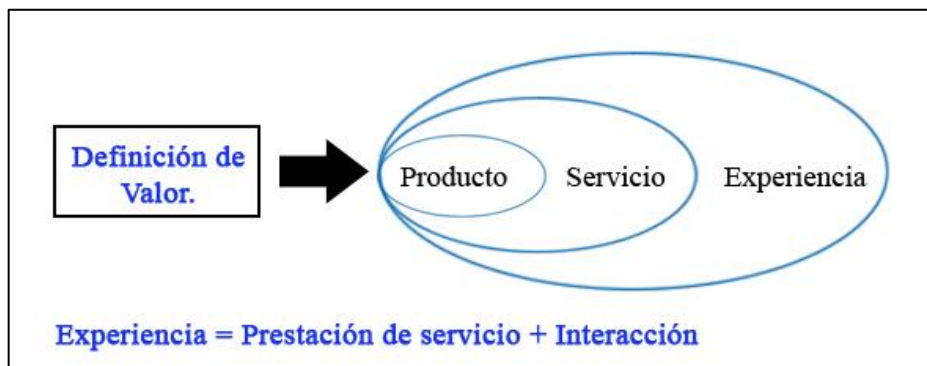 Definición de
Valor.
Producto
Servicio
Experiencia
Experiencia = Prestación de servicio + Interacción